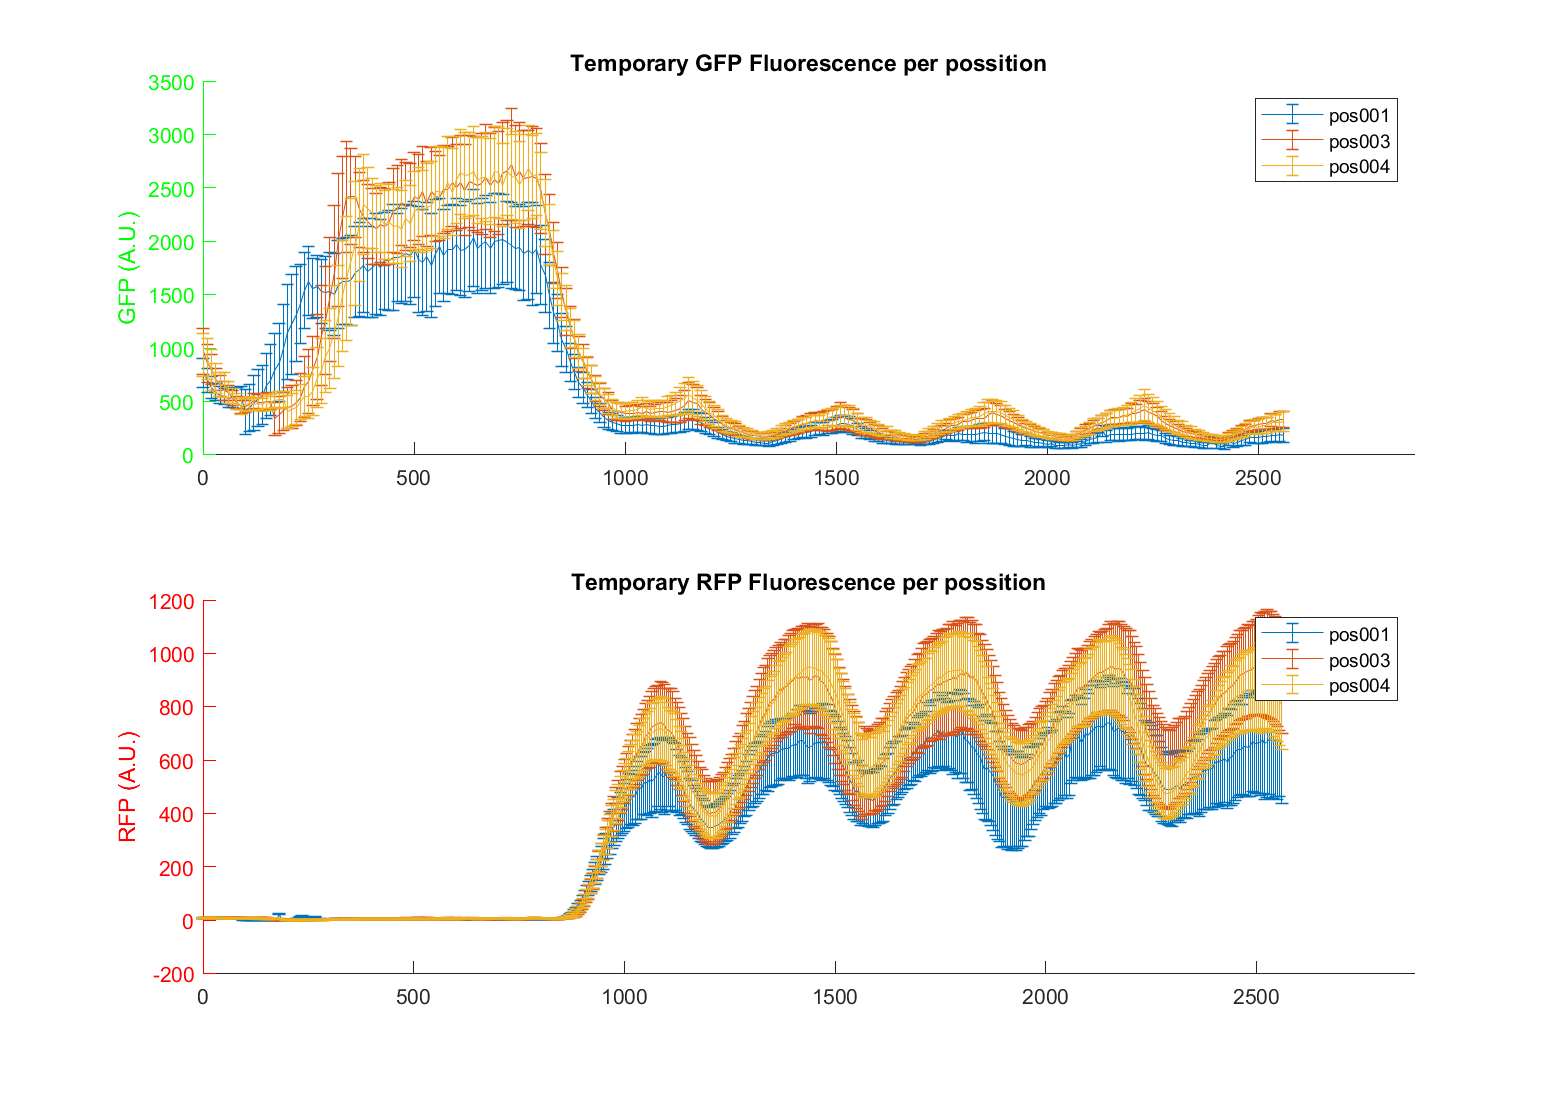 Temporary GFP Fluorescence per possition
3500
3000
2500
2000
1500
1000
500
0
GFP (A.U.)
0 500 1000 1500 2000 2500
pos001
pos003
pos004
Temporary RFP Fluorescence per possition
1200
1000
800
600
400
200
0
-200
RFP (A.U.)
0 500 1000 1500 2000 2500
pos001
pos003
pos004